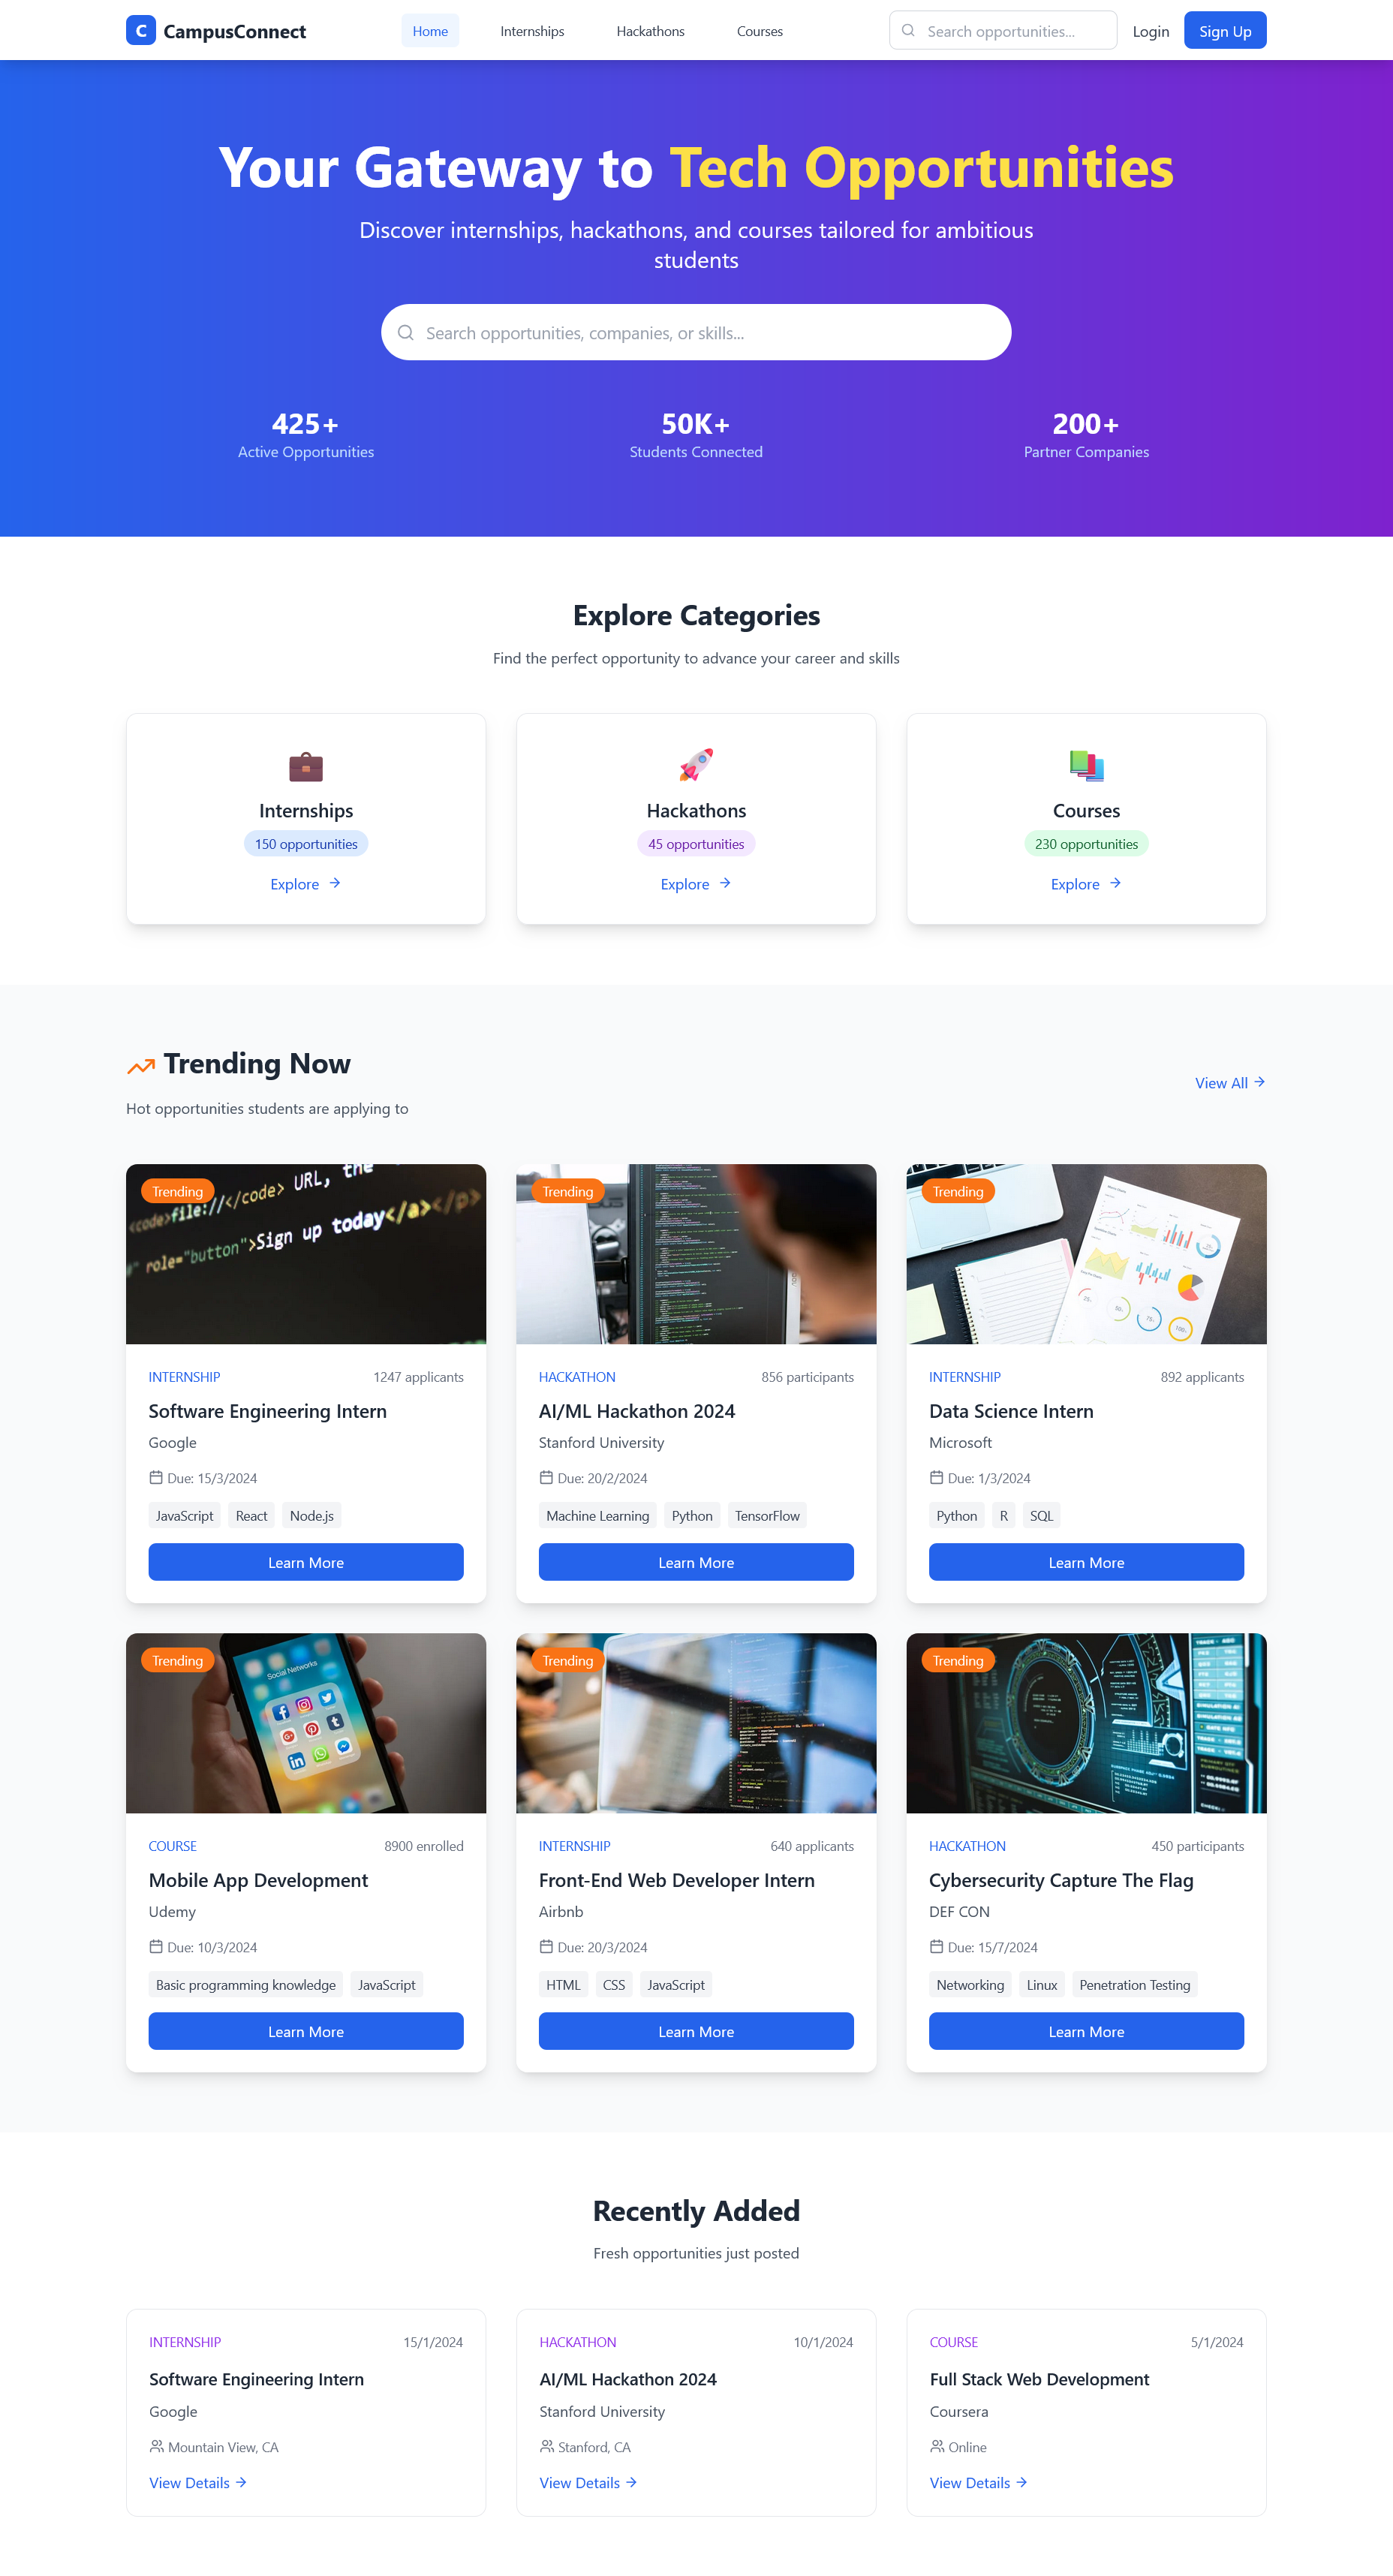 C CampusConnect Home Internships Hackathons Courses Search opportunities... Login Sign Up
Your Gateway to Tech Opportunities
Discover internships, hackathons, and courses tailored for ambitious
students
Search opportunities, companies, or skills...
425+ 50K+ 200+
Active Opportunities Students Connected Partner Companies
Explore Categories
Find the perfect opportunity to advance your career and skills
Internships Hackathons Courses
150 opportunities 45 opportunities 230 opportunities
Explore Explore Explore
Trending Now
View All
Hot opportunities students are applying to
Trending
URL, the
<code>file://</code>
role="button">Sign up today</a></p>
INTERNSHIP 1247 applicants
Software Engineering Intern
Google
Due: 15/3/2024
JavaScript React Node.js
Learn More
Trending
HACKATHON 856 participants
AI/ML Hackathon 2024
Stanford University
Due: 20/2/2024
Machine Learning Python TensorFlow
Learn More
Trending
INTERNSHIP 892 applicants
Data Science Intern
Microsoft
Due: 1/3/2024
Python R SQL
Learn More
Trending
Social Networks
COURSE 8900 enrolled
Mobile App Development
Udemy
Due: 10/3/2024
Basic programming knowledge JavaScript
Learn More
Trending
INTERNSHIP 640 applicants
Front-End Web Developer Intern
Airbnb
Due: 20/3/2024
HTML CSS JavaScript
Learn More
Trending
HACKATHON 450 participants
Cybersecurity Capture The Flag
DEF CON
Due: 15/7/2024
Networking Linux Penetration Testing
Learn More
Recently Added
Fresh opportunities just posted
INTERNSHIP 15/1/2024
Software Engineering Intern
Google
Mountain View, CA
View Details
HACKATHON 10/1/2024
AI/ML Hackathon 2024
Stanford University
Stanford, CA
View Details
COURSE 5/1/2024
Full Stack Web Development
Coursera
Online
View Details